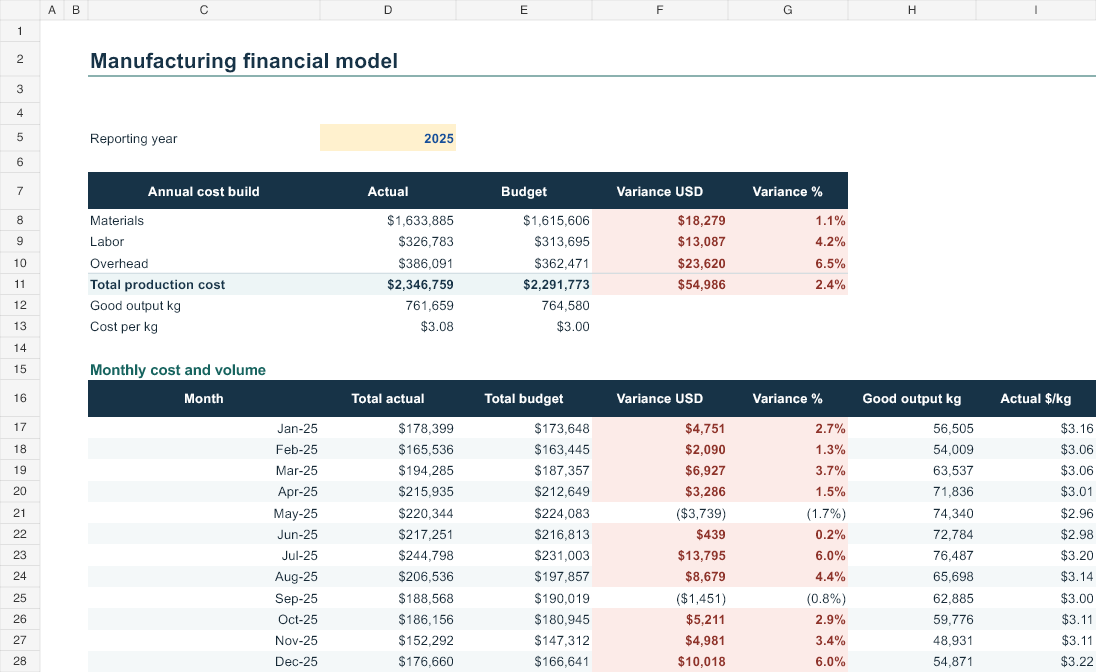 A B C D E F G H I
1
2 Manufacturing financial model
3
4
5 Reporting year 2025
6
7 Annual cost build Actual Budget Variance USD Variance %
8 Materials $1,633,885 $1,615,606 $18,279 1.1%
9 Labor $326,783 $313,695 $13,087 4.2%
10 Overhead $386,091 $362,471 $23,620 6.5%
11 Total production cost $2,346,759 $2,291,773 $54,986 2.4%
12 Good output kg 761,659 764,580
13 Cost per kg $3.08 $3.00
14
15 Monthly cost and volume
16 Month Total actual Total budget Variance USD Variance % Good output kg Actual $/kg
17 Jan-25 $178,399 $173,648 $4,751 2.7% 56,505 $3.16
18 Feb-25 $165,536 $163,445 $2,090 1.3% 54,009 $3.06
19 Mar-25 $194,285 $187,357 $6,927 3.7% 63,537 $3.06
20 Apr-25 $215,935 $212,649 $3,286 1.5% 71,836 $3.01
21 May-25 $220,344 $224,083 ($3,739) (1.7%) 74,340 $2.96
22 Jun-25 $217,251 $216,813 $439 0.2% 72,784 $2.98
23 Jul-25 $244,798 $231,003 $13,795 6.0% 76,487 $3.20
24 Aug-25 $206,536 $197,857 $8,679 4.4% 65,698 $3.14
25 Sep-25 $188,568 $190,019 ($1,451) (0.8%) 62,885 $3.00
26 Oct-25 $186,156 $180,945 $5,211 2.9% 59,776 $3.11
27 Nov-25 $152,292 $147,312 $4,981 3.4% 48,931 $3.11
28 Dec-25 $176,660 $166,641 $10,018 6.0% 54,871 $3.22